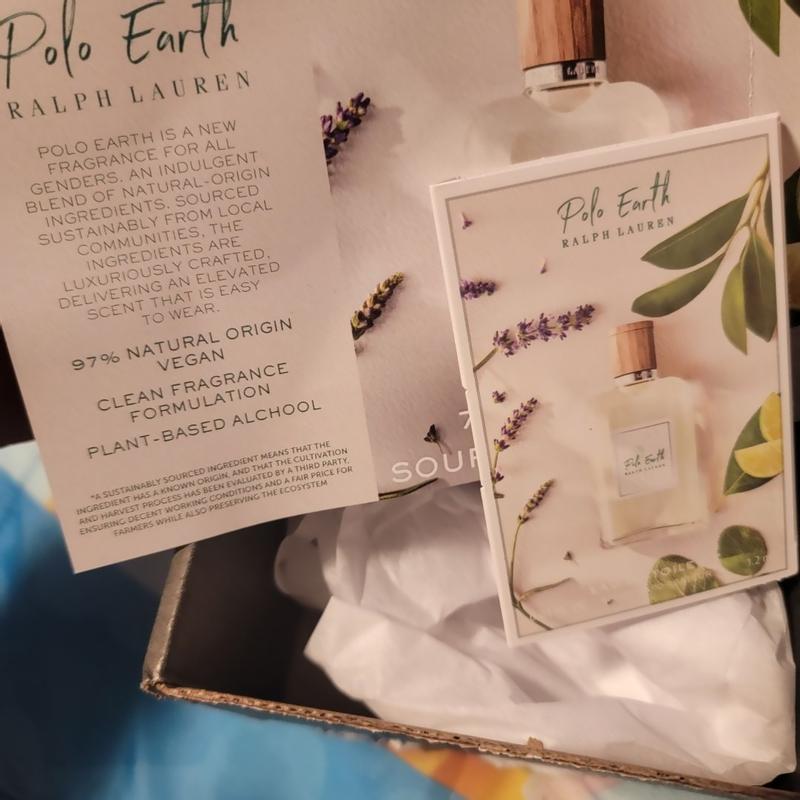 Polo Earth
RALPH LAUREN
POLO EARTH IS A NEW
FRAGRANCE FOR ALL
GENDERS. AN INDULGENT
BLEND OF NATURAL-ORIGIN
INGREDIENTS. SOURCED
SUSTAINABLY FROM LOCAL
COMMUNITIES, THE
INGREDIENTS ARE
LUXURIOUSLY CRAFTED,
DELIVERING AN ELEVATED
SCENT THAT IS EASY
TO WEAR.
97% NATURAL ORIGIN
VEGAN
CLEAN FRAGRANCE
FORMULATION
PLANT-BASED ALCHOOL
*A SUSTAINABLY SOURCED INGREDIENT MEANS THAT THE
INGREDIENT HAS A KNOWN ORIGIN, AND THAT THE CULTIVATION
AND HARVEST PROCESS HAS BEEN EVALUATED BY A THIRD PARTY,
ENSURING DECENT WORKING CONDITIONS AND A FAIR PRICE FOR
FARMERS WHILE ALSO PRESERVING THE ECOSYSTEM
SOUR
Polo Earth
RALPH LAUREN
Polo Earth
RALPH LAUREN